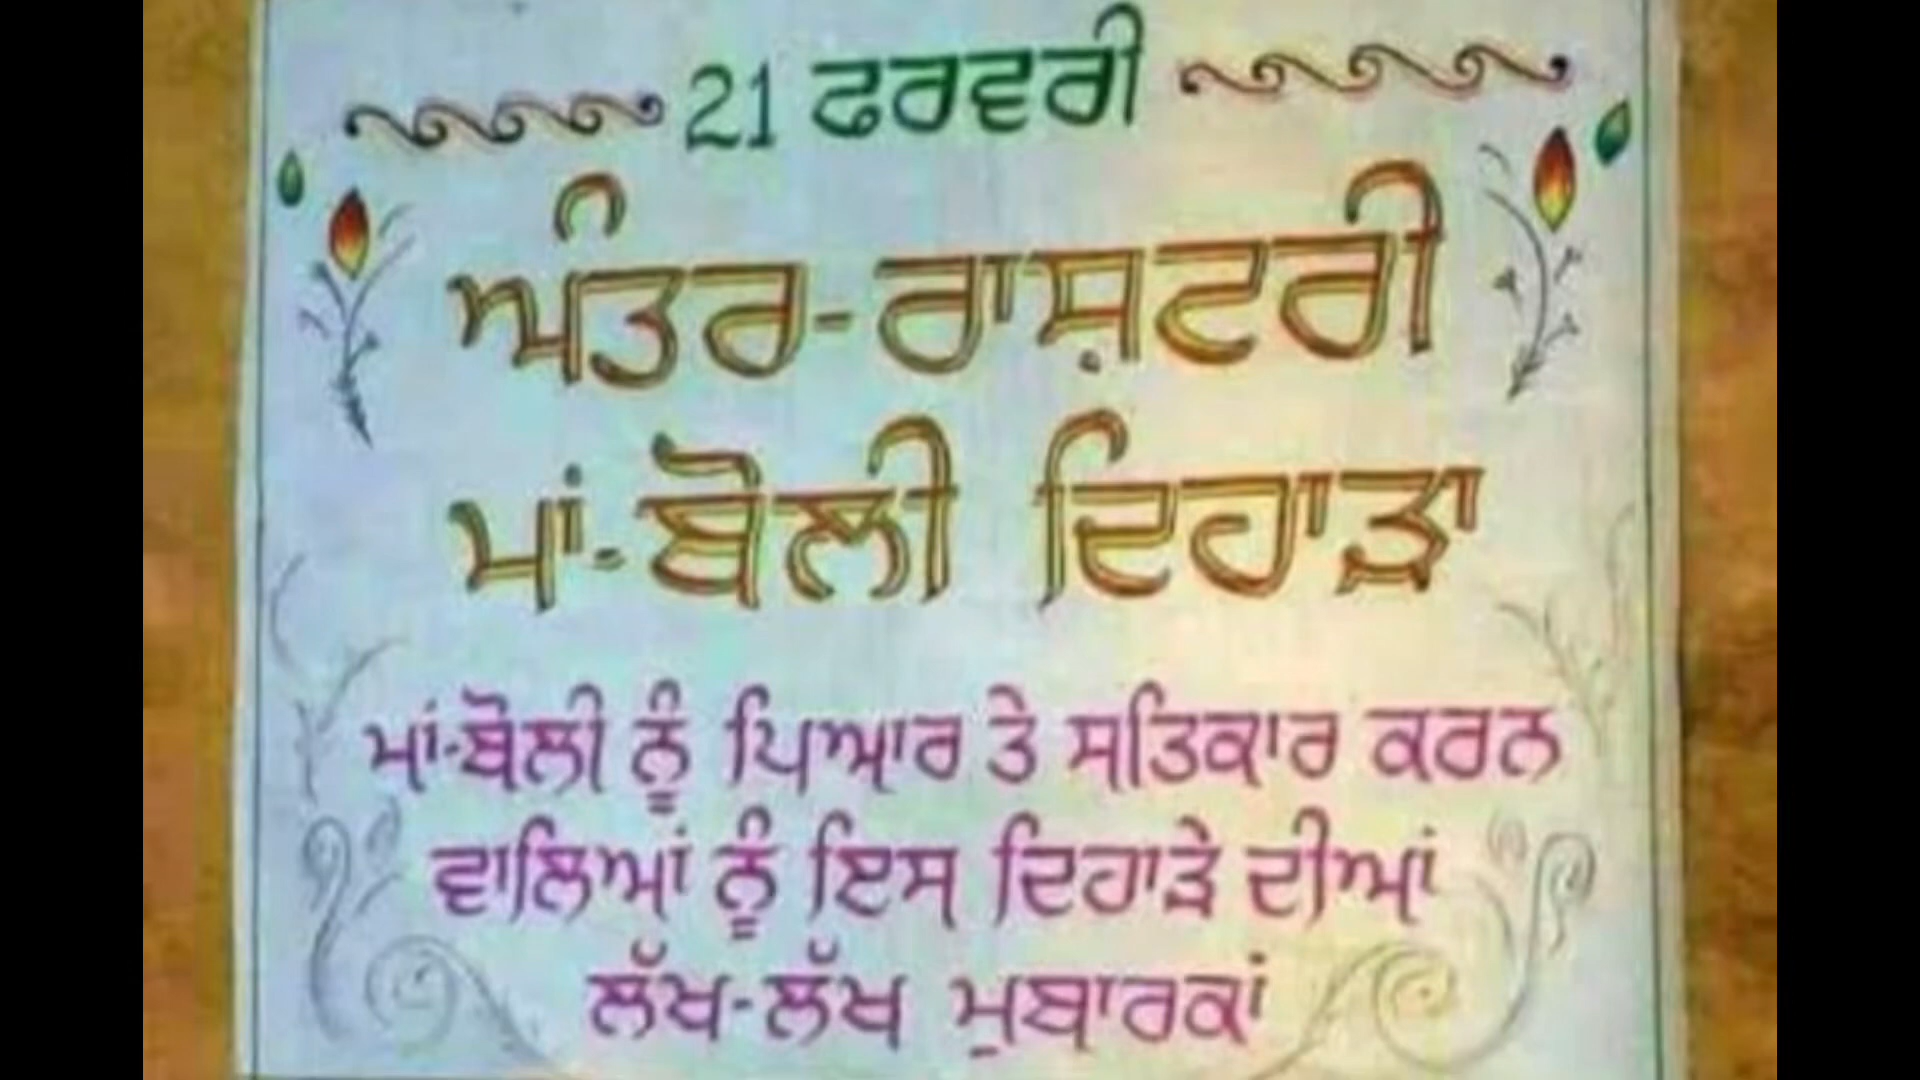 21 ਫਰਵਰੀ
ਅੰਤਰ-ਰਾਸ਼ਟਰੀ
ਮਾਂ-ਬੋਲੀ ਦਿਹਾੜਾ
ਮਾਂ-ਬੋਲੀ ਨੂੰ ਪਿਆਰ ਤੇ ਸਤਿਕਾਰ ਕਰਨ
ਵਾਲਿਆਂ ਨੂੰ ਇਸ ਦਿਹਾੜੇ ਦੀਆਂ
ਲੱਖ-ਲੱਖ ਮੁਬਾਰਕਾਂ